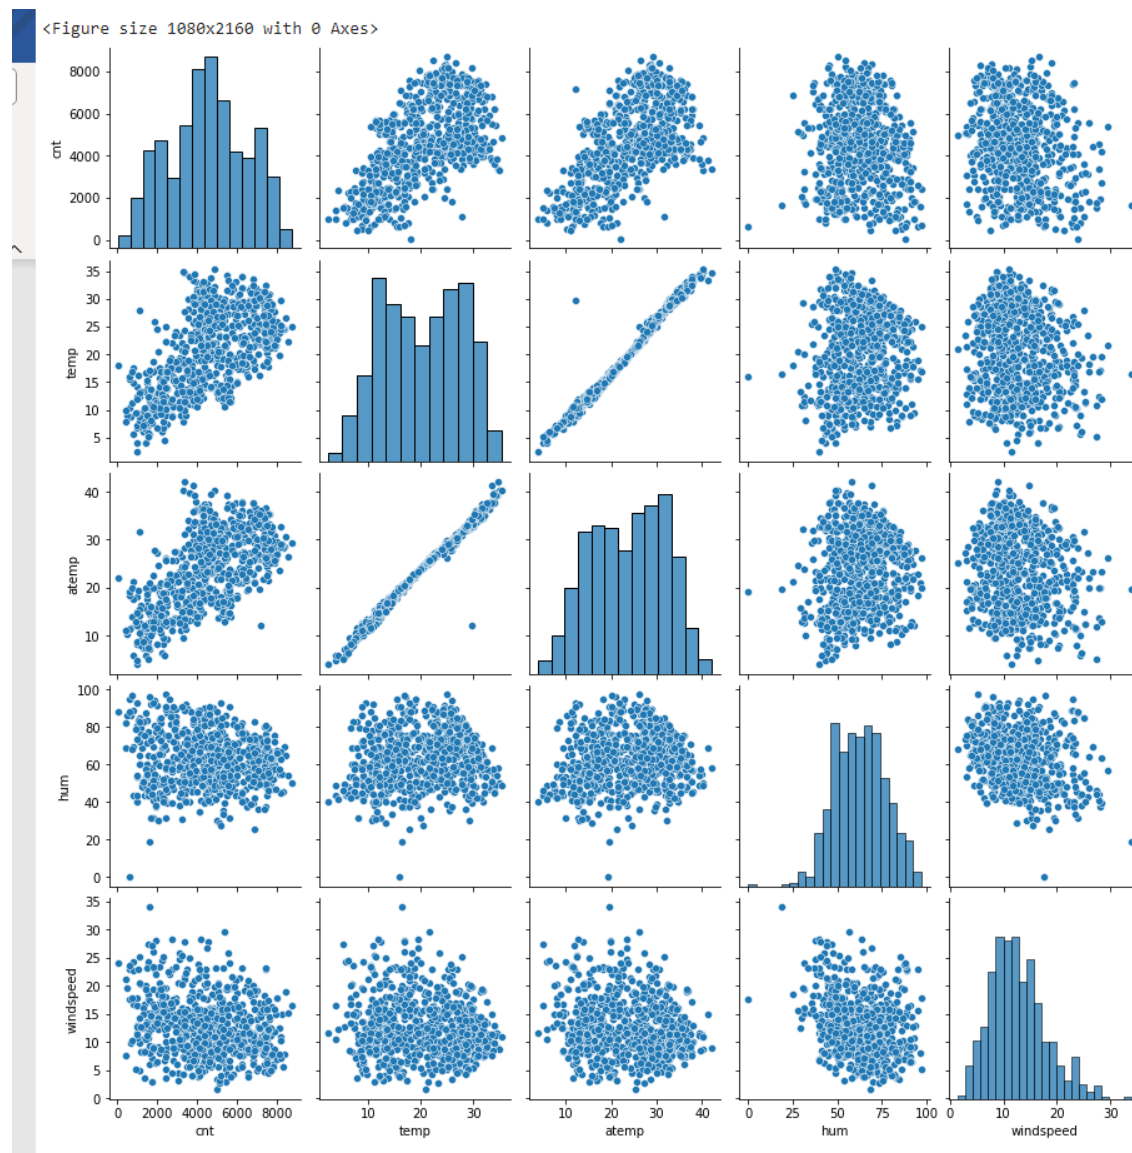 <Figure size 1080x2160 with 0 Axes>
8000
6000
4000
2000
0
cnt
35
30
25
20
15
10
5
temp
40
30
20
10
atemp
100
80
60
40
20
0
hum
35
30
25
20
15
10
5
0
windspeed
0 2000 4000 6000 8000
10 20 30
10 20 30 40
0 25 50 75 100
0 10 20 30
cnt temp atemp hum windspeed